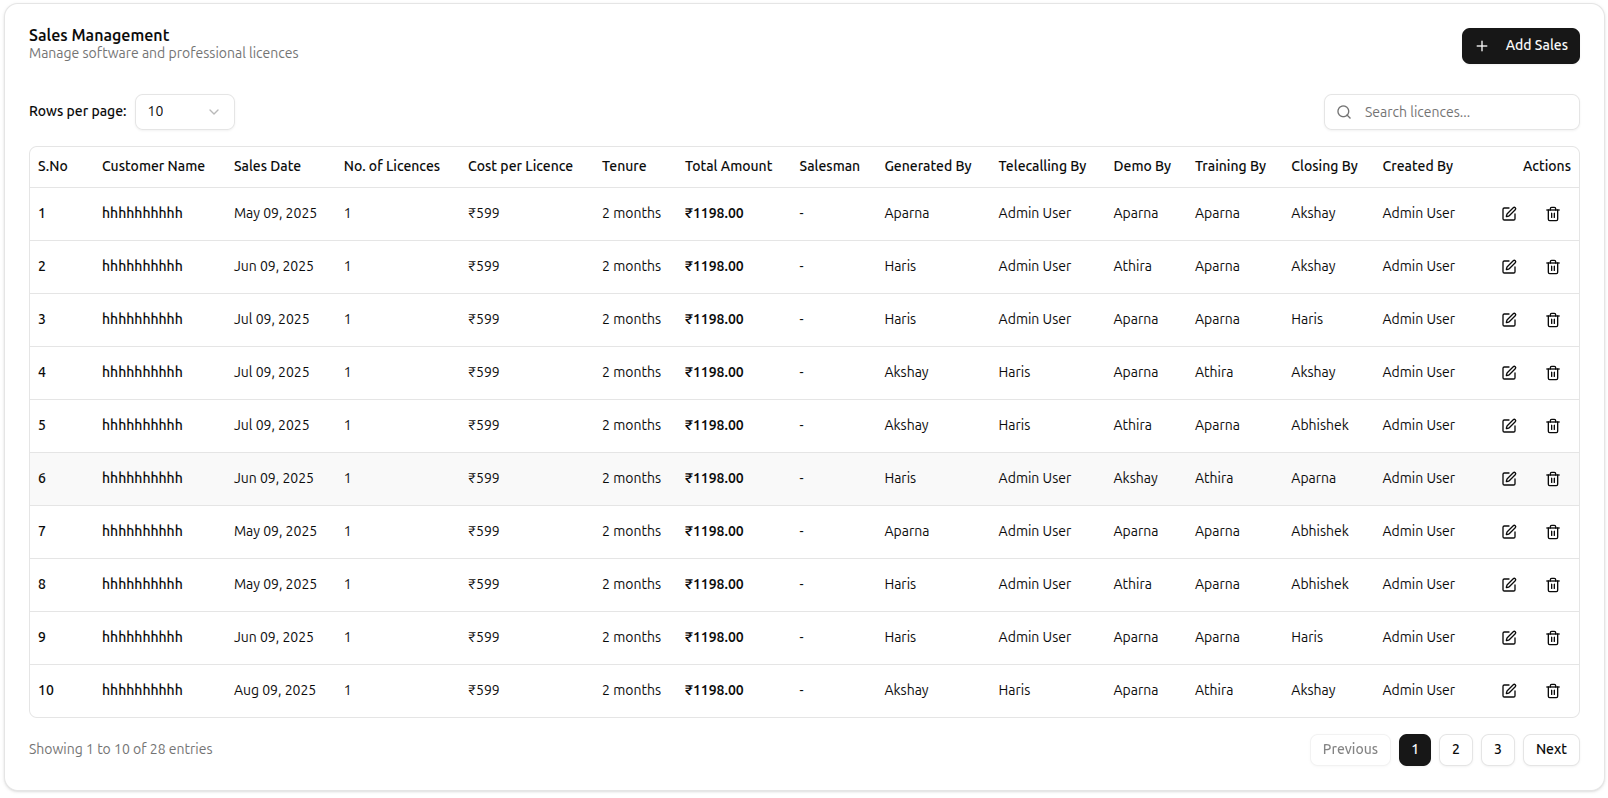 Sales Management
Manage software and professional licences
Add Sales
Rows per page: 10
Search licences...
S.No Customer Name Sales Date No. of Licences Cost per Licence Tenure Total Amount Salesman Generated By Telecalling By Demo By Training By Closing By Created By Actions
1 hhhhhhhhhh May 09, 2025 1 ₹599 2 months ₹1198.00 - Aparna Admin User Aparna Aparna Akshay Admin User
2 hhhhhhhhhh Jun 09, 2025 1 ₹599 2 months ₹1198.00 - Haris Admin User Athira Aparna Akshay Admin User
3 hhhhhhhhhh Jul 09, 2025 1 ₹599 2 months ₹1198.00 - Haris Admin User Aparna Aparna Haris Admin User
4 hhhhhhhhhh Jul 09, 2025 1 ₹599 2 months ₹1198.00 - Akshay Haris Aparna Athira Akshay Admin User
5 hhhhhhhhhh Jul 09, 2025 1 ₹599 2 months ₹1198.00 - Akshay Haris Athira Aparna Abhishek Admin User
6 hhhhhhhhhh Jun 09, 2025 1 ₹599 2 months ₹1198.00 - Haris Admin User Akshay Athira Aparna Admin User
7 hhhhhhhhhh May 09, 2025 1 ₹599 2 months ₹1198.00 - Aparna Admin User Aparna Aparna Abhishek Admin User
8 hhhhhhhhhh May 09, 2025 1 ₹599 2 months ₹1198.00 - Haris Admin User Athira Aparna Abhishek Admin User
9 hhhhhhhhhh Jun 09, 2025 1 ₹599 2 months ₹1198.00 - Haris Admin User Aparna Aparna Haris Admin User
10 hhhhhhhhhh Aug 09, 2025 1 ₹599 2 months ₹1198.00 - Akshay Haris Aparna Athira Akshay Admin User
Showing 1 to 10 of 28 entries
Previous 1 2 3 Next